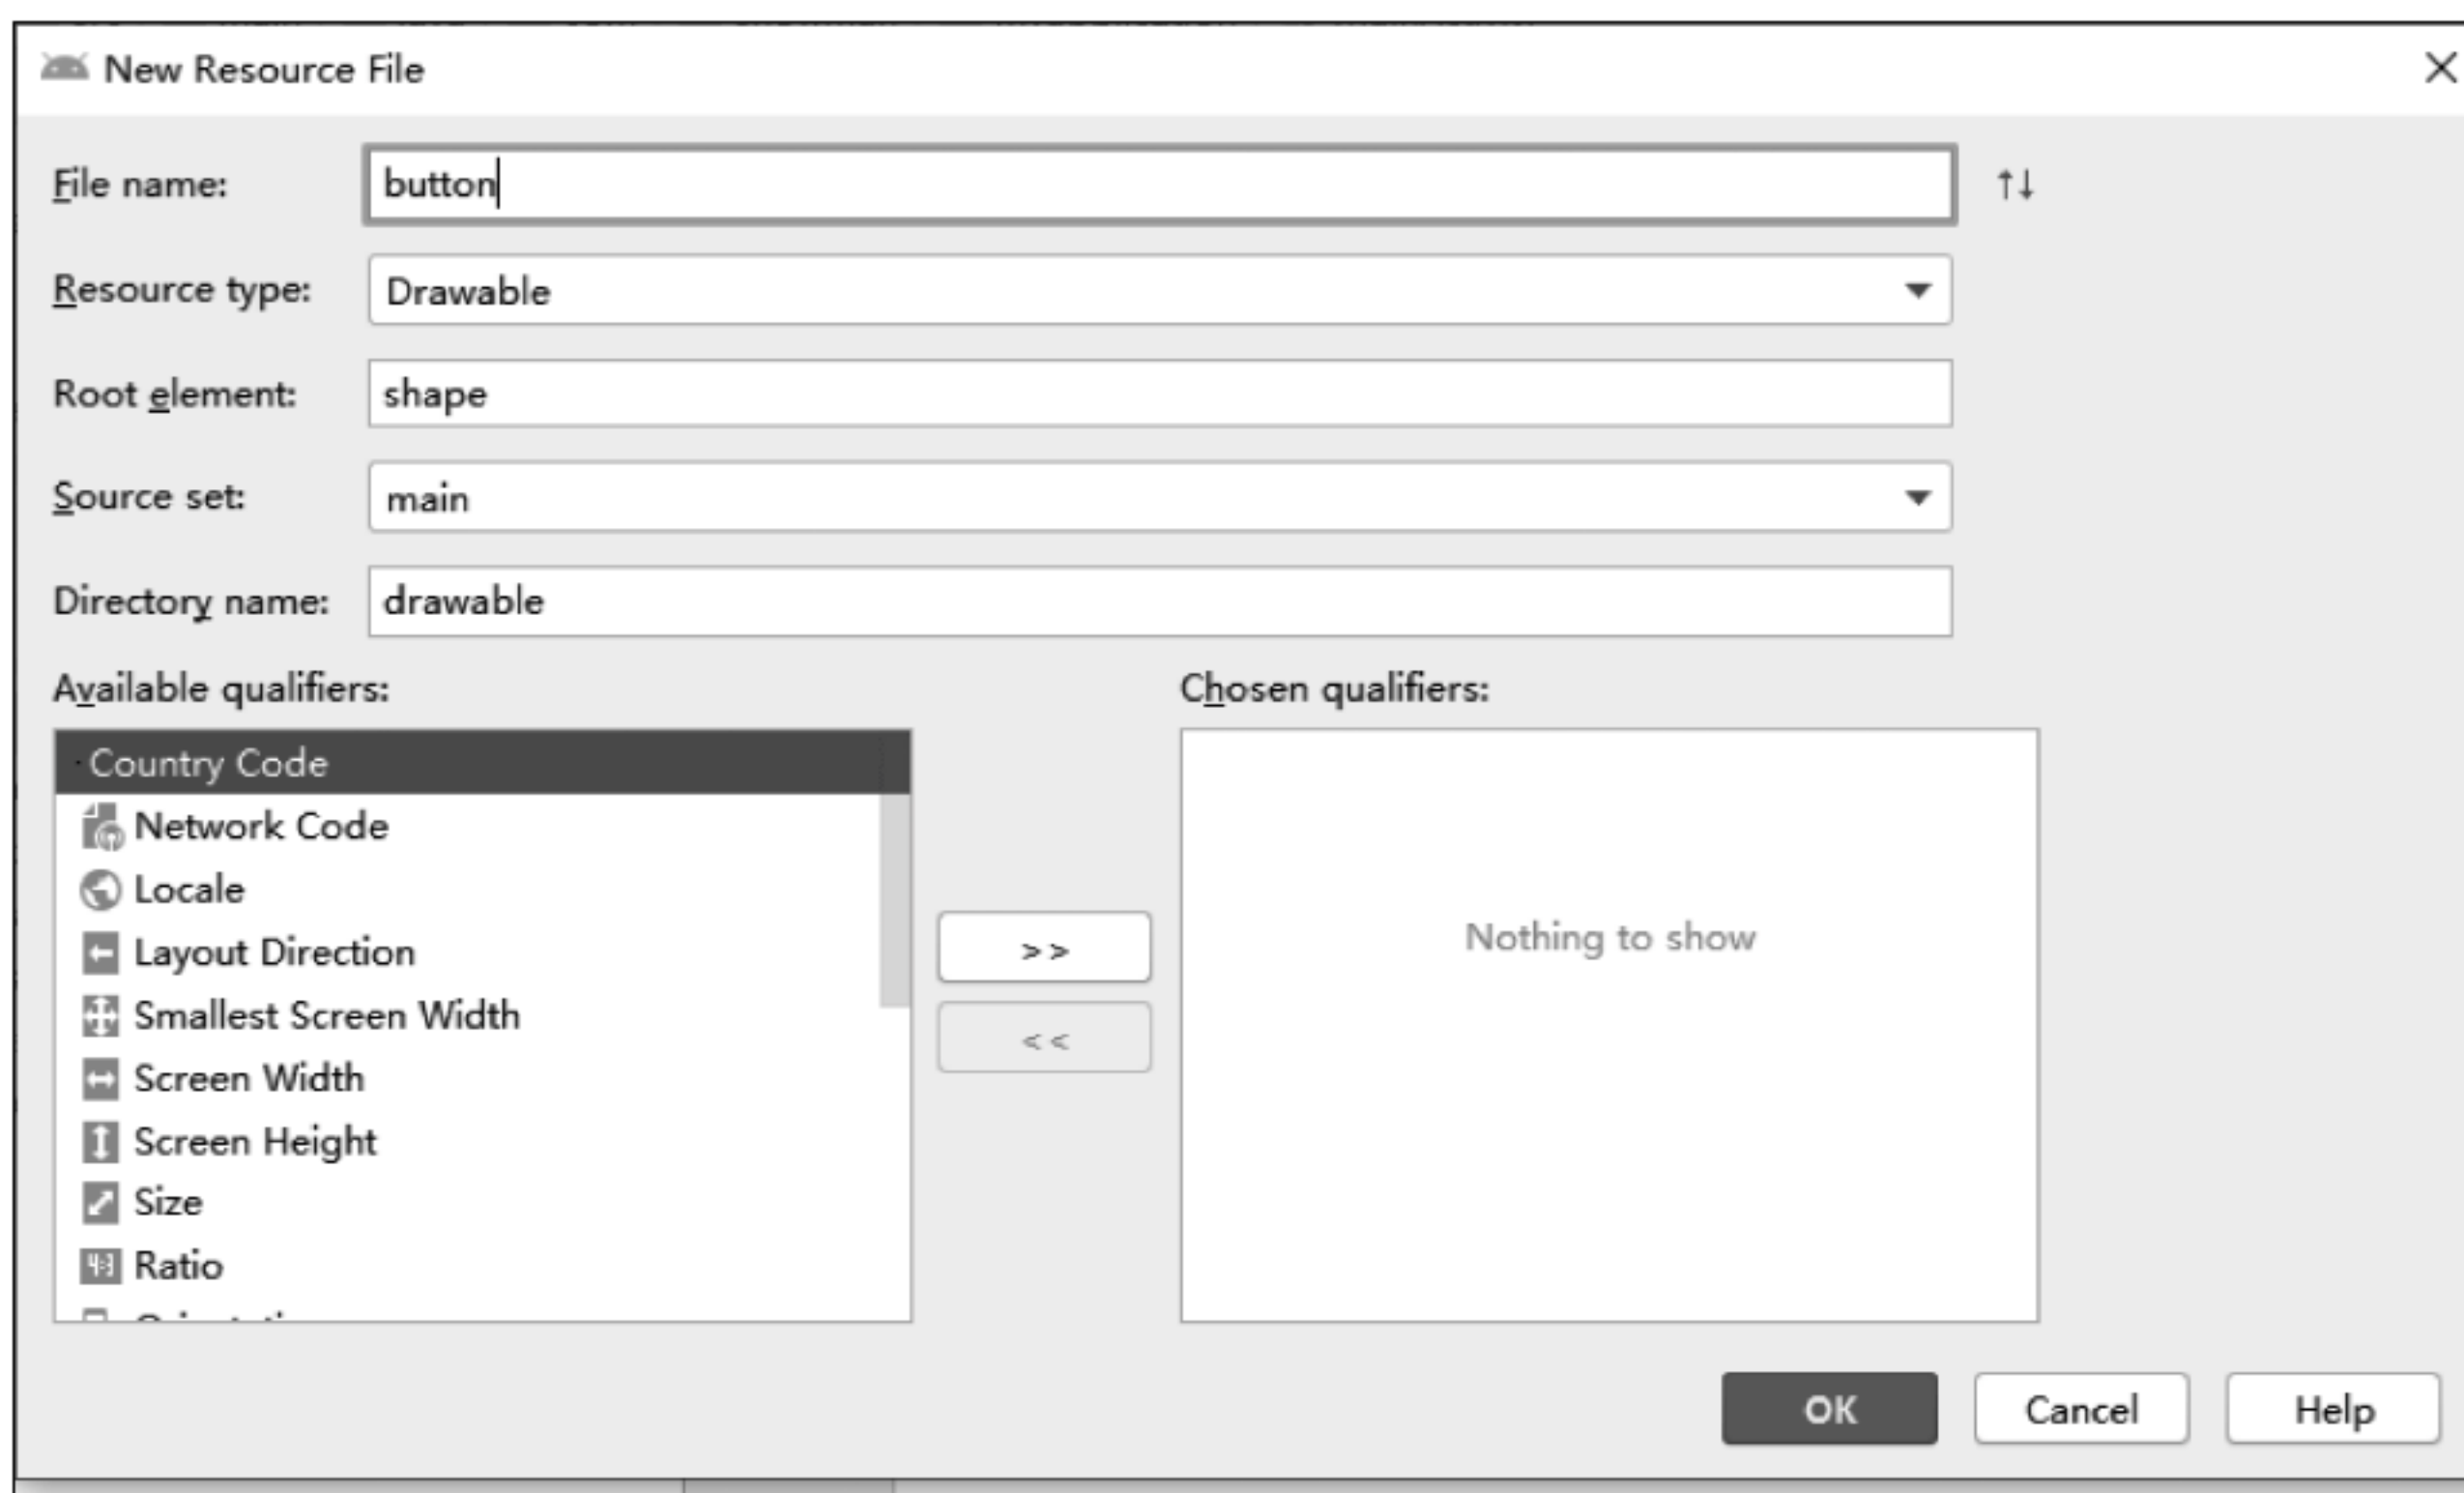 New Resource File
File name: button
Resource type: Drawable
Root element: shape
Source set: main
Directory name: drawable
Available qualifiers: Chosen qualifiers:
Country Code
Network Code
Locale
Layout Direction
Smallest Screen Width
Screen Width
Screen Height
Size
Ratio
>>
<<
Nothing to show
OK Cancel Help